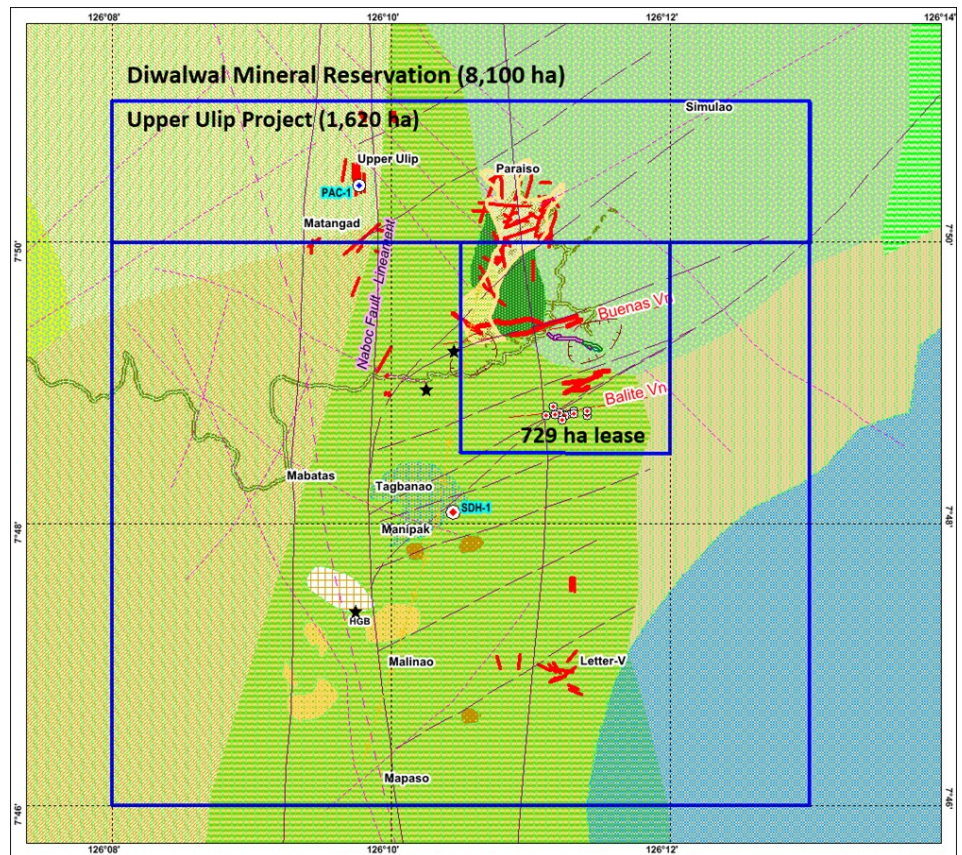 126°08'
126°10'
126°12'
126°14'
Diwalwal Mineral Reservation (8,100 ha)
Simulao
Upper Ulip Project (1,620 ha)
Upper Ulip
Paraiso
PAC-1
Matangad
7°50'
7°50'
Naboc Fault - Lineament
Buenas Vn
Balite Vn
729 ha lease
Mabatas
Tagbanao
SDH-1
7°48'
Manipak
7°48'
HGB
Malinao
Letter-V
Mapaso
7°46'
7°46'
126°08'
126°10'
126°12'